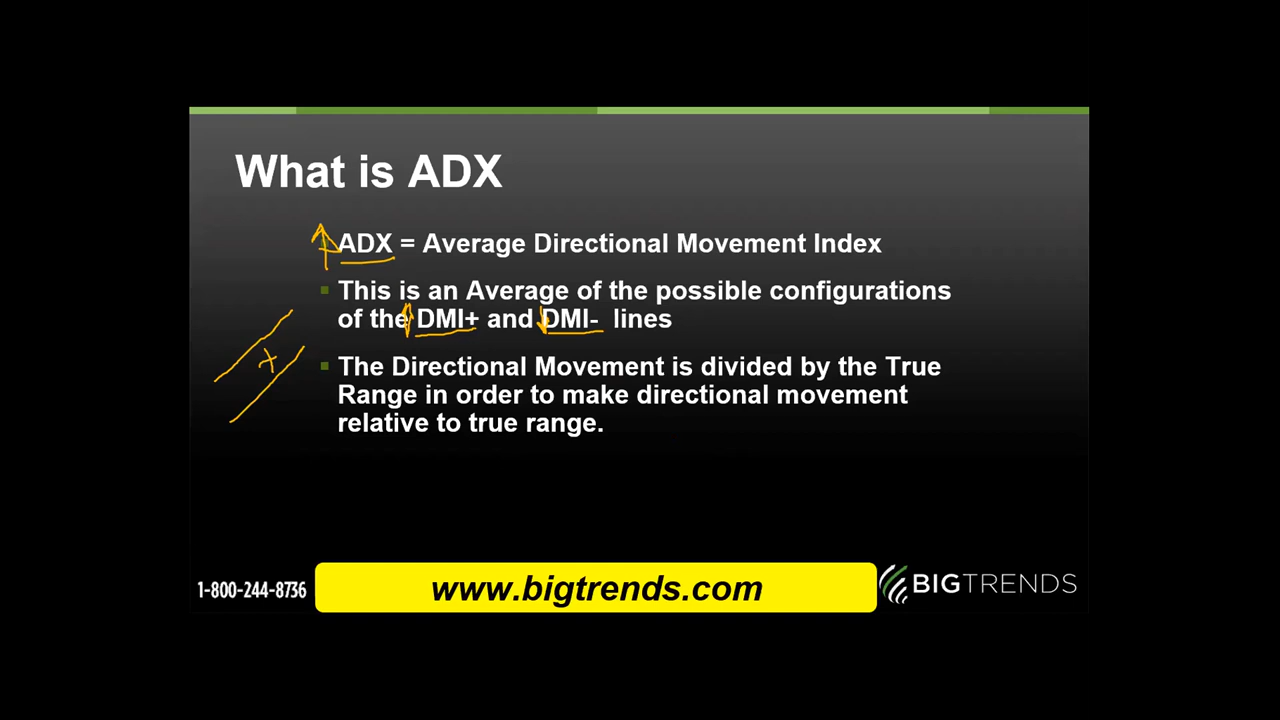 What is ADX
ADX = Average Directional Movement Index
This is an Average of the possible configurations
of the DMI+ and DMI- lines
The Directional Movement is divided by the True
Range in order to make directional movement
relative to true range.
1-800-244-8736
www.bigtrends.com
BIGTRENDS